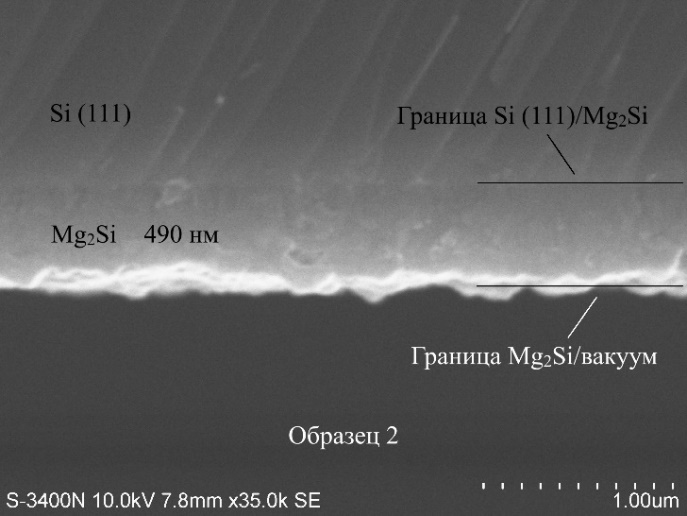 Si (111)
Граница Si (111)/Mg₂Si
Mg₂Si 490 нм
Граница Mg₂Si/вакуум
Образец 2
S-3400N 10.0kV 7.8mm x35.0k SE
1.00um